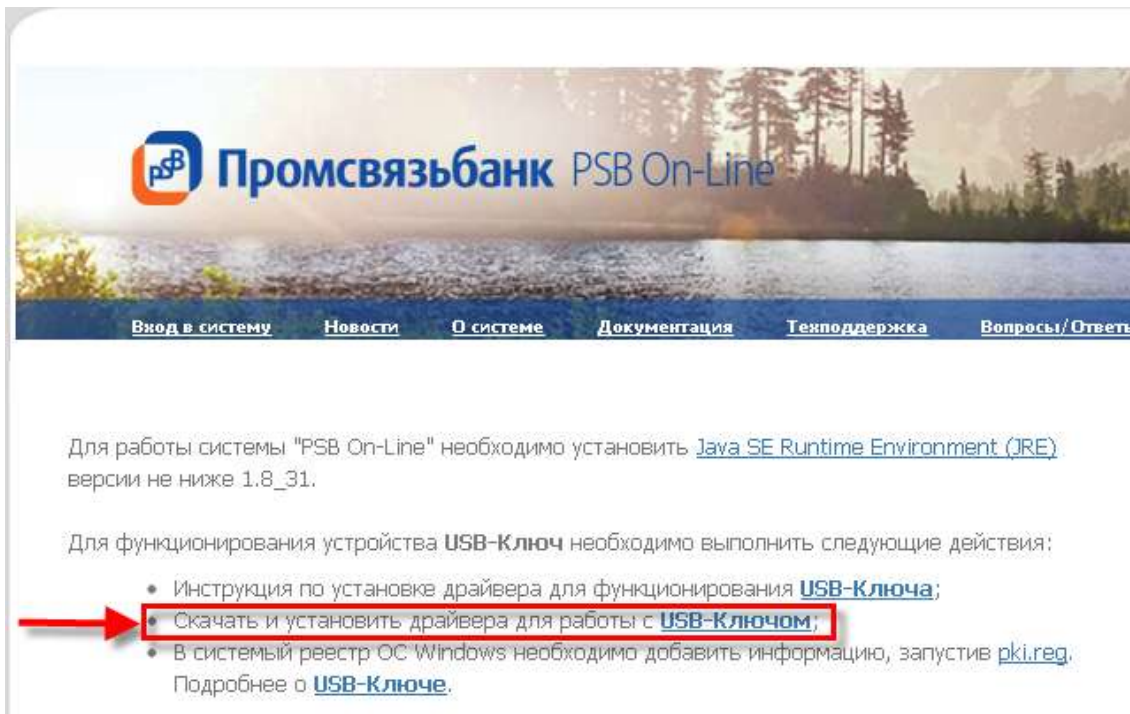 PSB Промсвязьбанк PSB On-Line
Вход в систему Новости О системе Документация Техподдержка Вопросы/Ответы
Для работы системы "PSB On-Line" необходимо установить Java SE Runtime Environment (JRE)
версии не ниже 1.8_31.
Для функционирования устройства USB-Ключ необходимо выполнить следующие действия:
• Инструкция по установке драйвера для функционирования USB-Ключа;
• Скачать и установить драйвера для работы с USB-Ключом;
• В системый реестр ОС Windows необходимо добавить информацию, запустив pki.reg.
Подробнее о USB-Ключе.